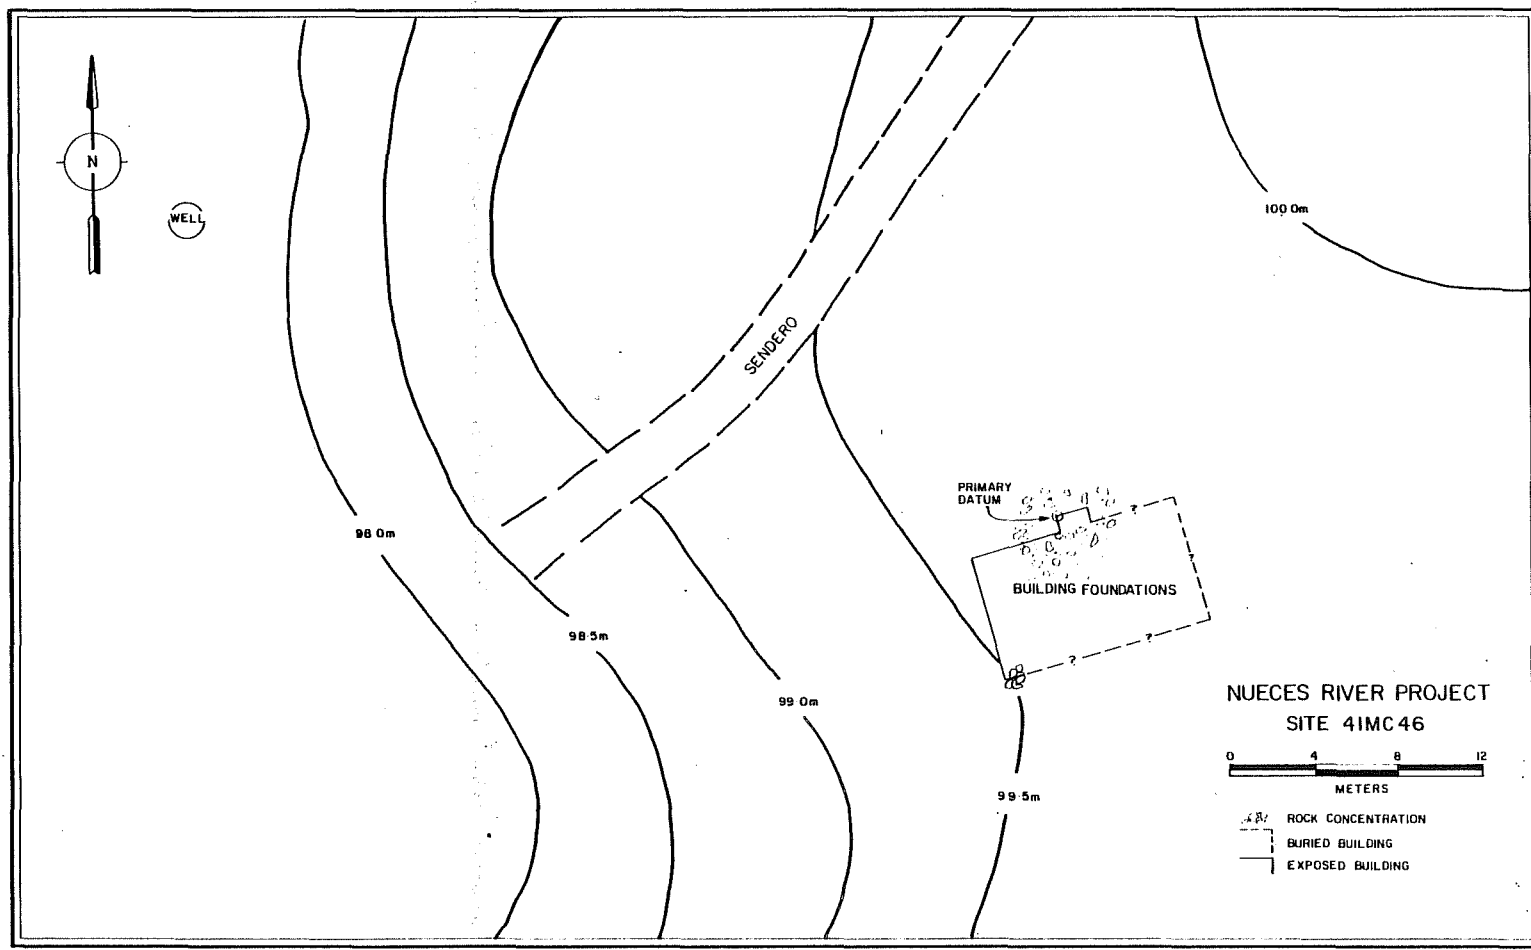 N
WELL
100.0m
SENDERO
PRIMARY
DATUM
?
?
98.0m
BUILDING FOUNDATIONS
98.5m
?
?
99.0m
NUECES RIVER PROJECT
SITE 41MC46
0 4 8 12
METERS
99.5m
ROCK CONCENTRATION
BURIED BUILDING
EXPOSED BUILDING